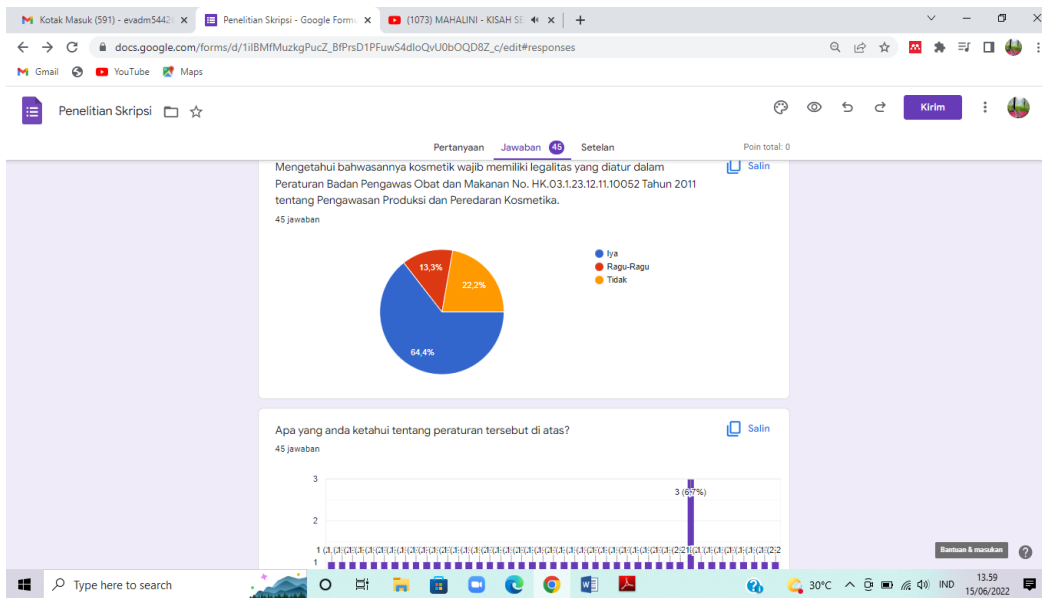 Kotak Masuk (591) - evadm5442
Penelitian Skripsi - Google Formu
(1073) MAHALINI - KISAH SE
docs.google.com/forms/d/1ilBMfMuzkgPucZ_BfPrsD1PFuwS4dloQvU0bOQD8Z_c/edit#responses
Gmail
YouTube
Maps
Penelitian Skripsi
Kirim
Pertanyaan
Jawaban 45
Setelan
Poin total: 0
Mengetahui bahwasannya kosmetik wajib memiliki legalitas yang diatur dalam
Peraturan Badan Pengawas Obat dan Makanan No. HK.03.1.23.12.11.10052 Tahun 2011
tentang Pengawasan Produksi dan Peredaran Kosmetika.
Salin
45 jawaban
Iya
Ragu-Ragu
Tidak
13,3%
22,2%
64,4%
Apa yang anda ketahui tentang peraturan tersebut di atas?
Salin
45 jawaban
3
3 (6,7%)
2
1
Bantuan & masukan
Type here to search
30°C
IND
13.59
15/06/2022